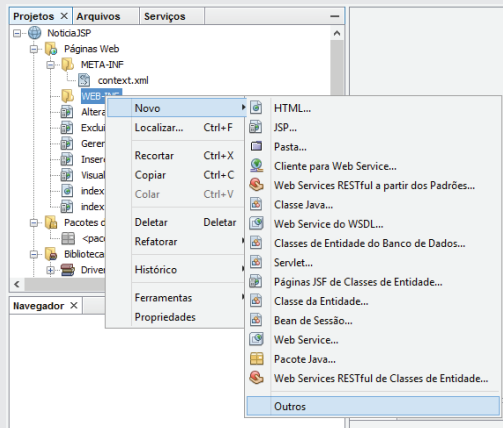 Projetos × Arquivos Serviços
NoticiaJSP
Páginas Web
META-INF
context.xml
WEB-INF
Altera
Exclui
Geren
Inser
Visual
index
index
Pacotes d
<paco
Biblioteca
Driver
Navegador ×
Novo
Localizar... Ctrl+F
Recortar Ctrl+X
Copiar Ctrl+C
Colar Ctrl+V
Deletar Deletar
Refatorar
Histórico
Ferramentas
Propriedades
HTML...
JSP...
Pasta...
Cliente para Web Service...
Web Services RESTful a partir dos Padrões...
Classe Java...
Web Service do WSDL...
Classes de Entidade do Banco de Dados...
Servlet...
Páginas JSF de Classes de Entidade...
Classe da Entidade...
Bean de Sessão...
Web Service...
Pacote Java...
Web Services RESTful de Classes de Entidade...
Outros